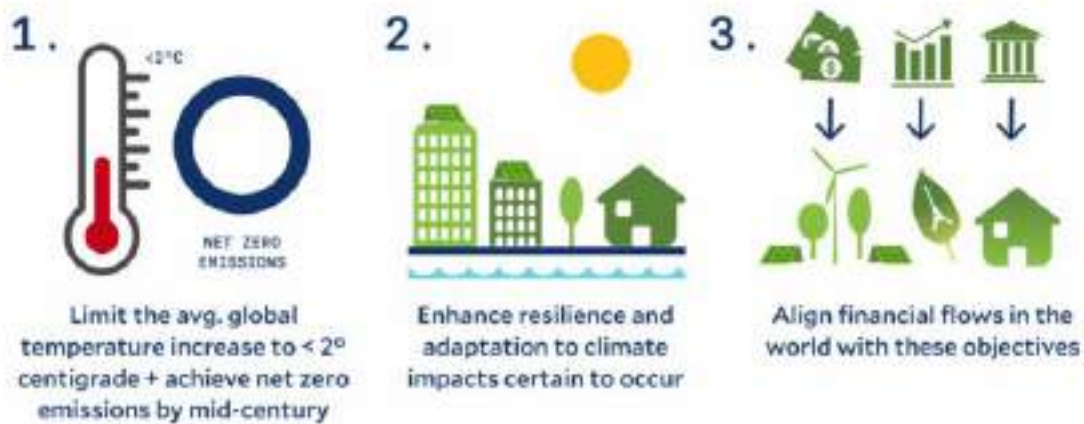 1.
<2°C
NET ZERO
EMISSIONS
Limit the avg. global
temperature increase to < 2°
centigrade + achieve net zero
emissions by mid-century
2.
Enhance resilience and
adaptation to climate
impacts certain to occur
3.
$
Align financial flows in the
world with these objectives